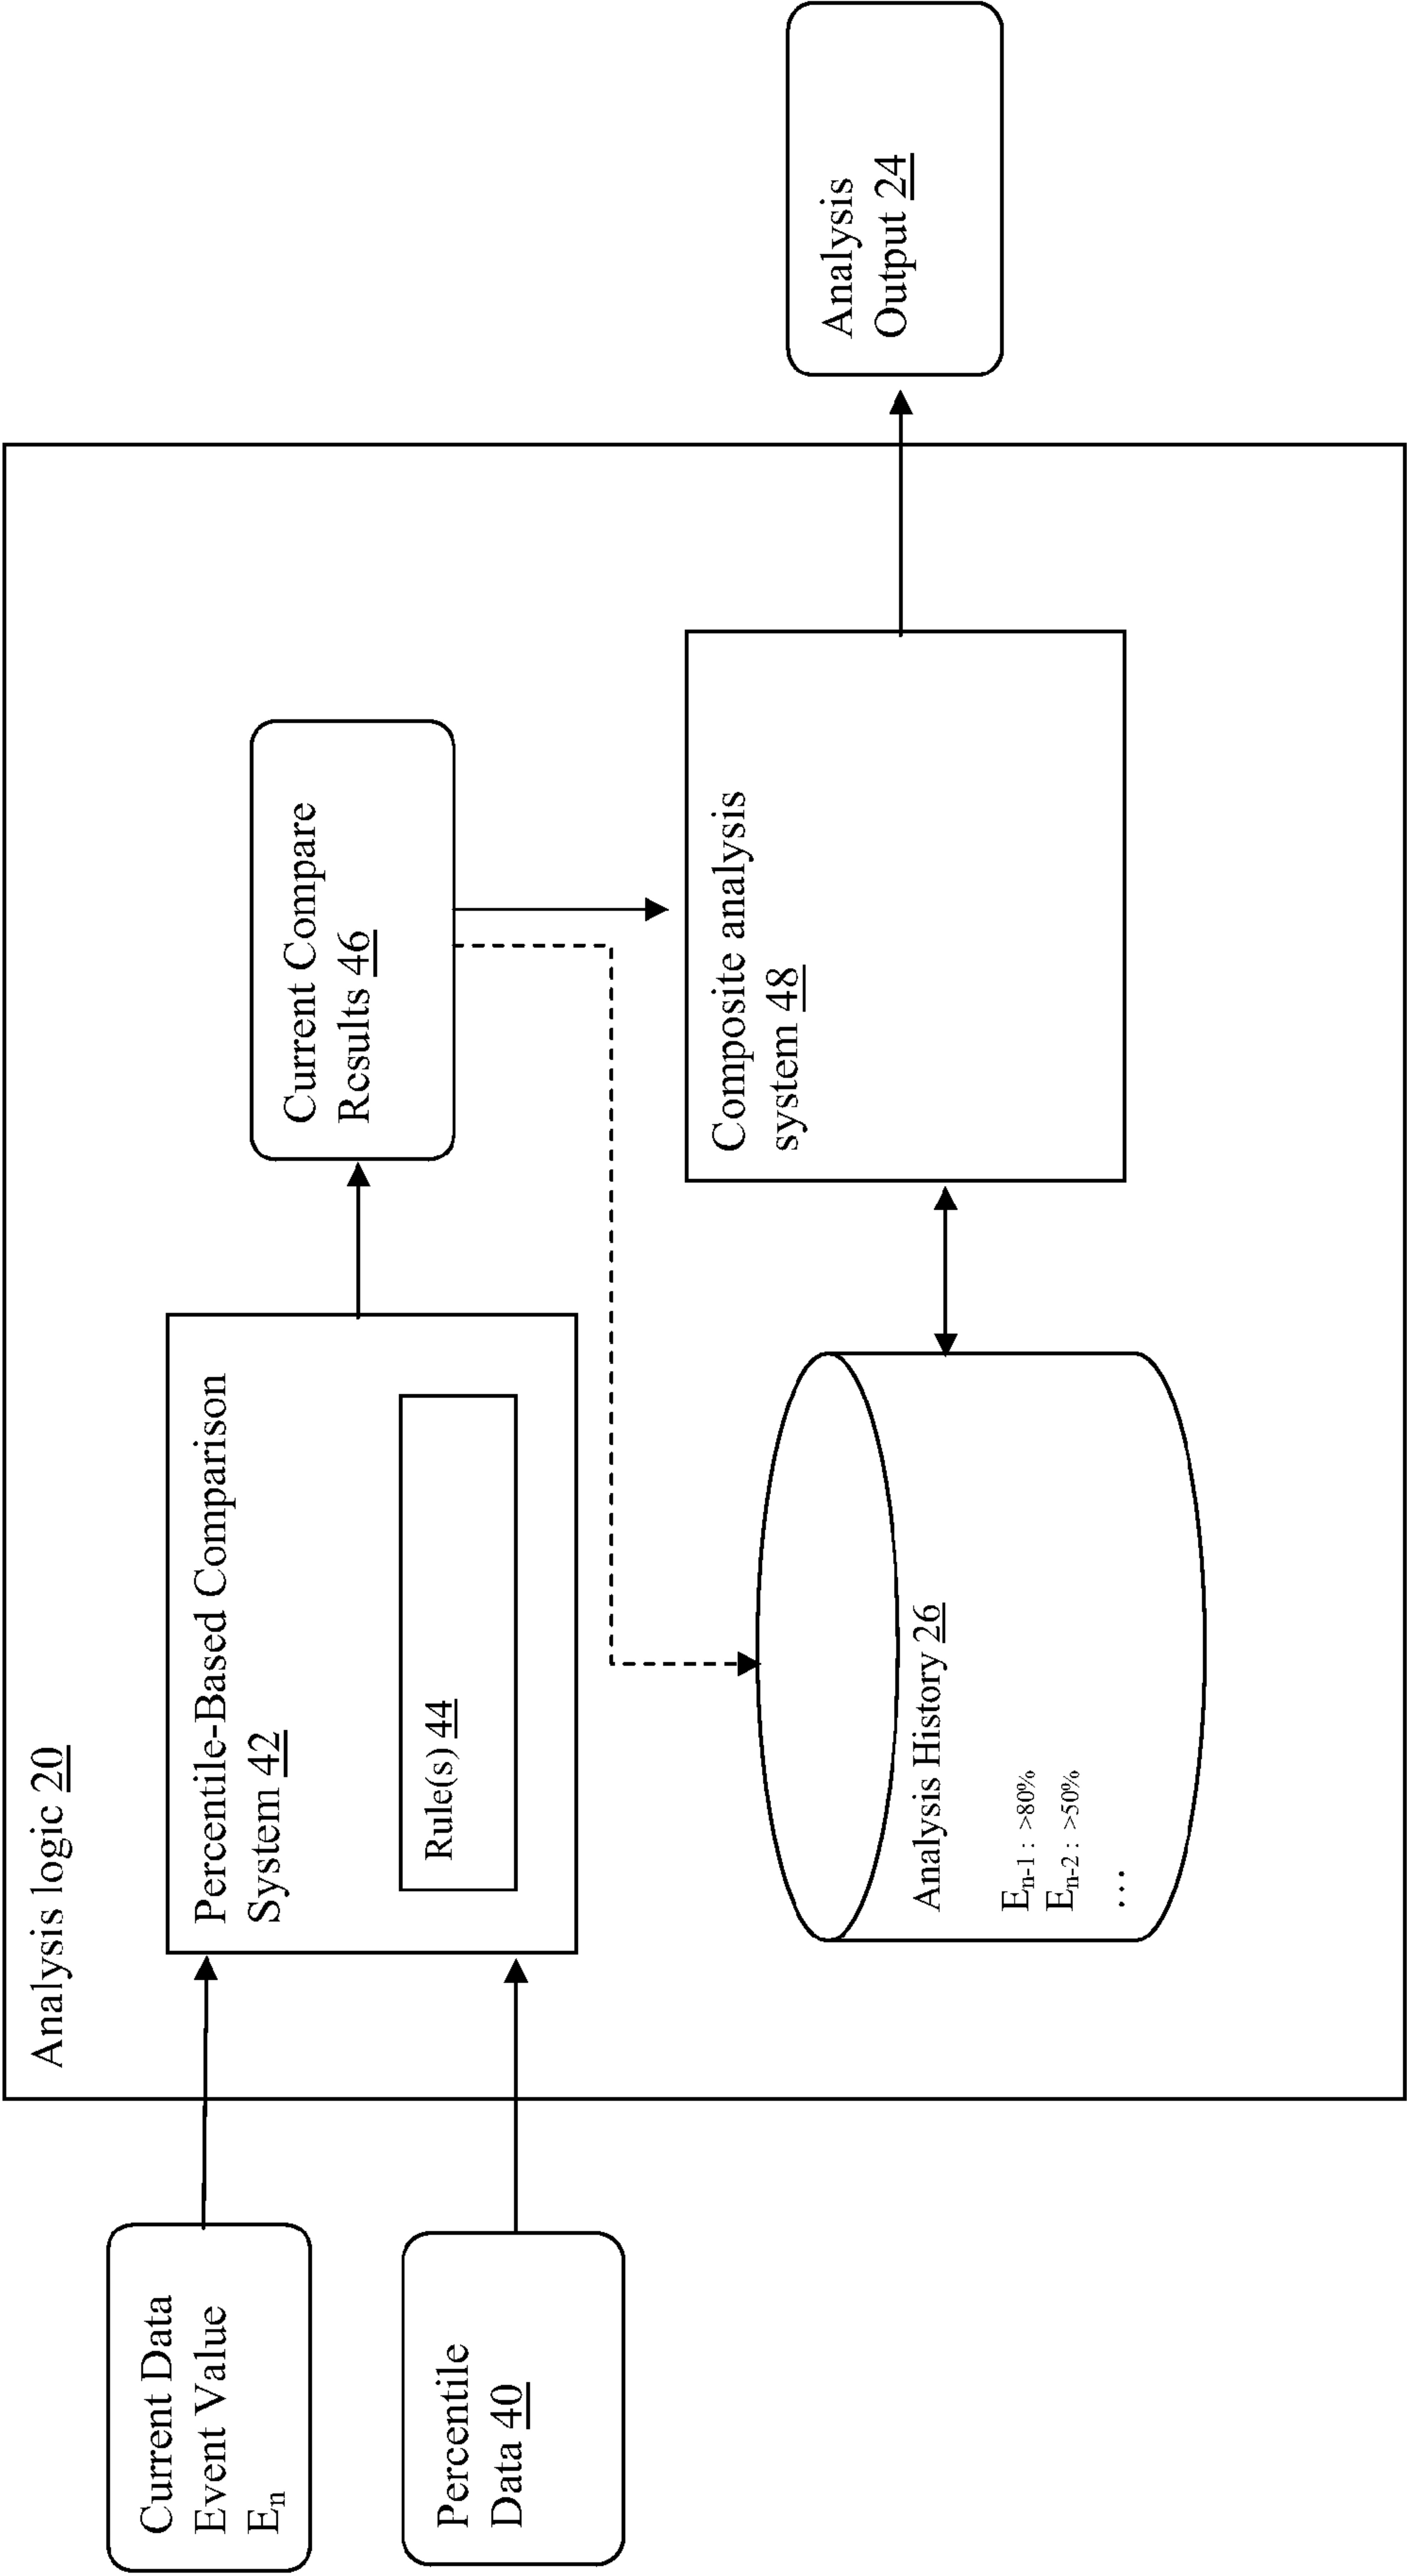 Analysis logic 20
Current Data
Event Value
En
Percentile
Data 40
Percentile-Based Comparison
System 42
Rule(s) 44
Current Compare
Results 46
Analysis History 26
En-1 : >80%
En-2 : >50%
...
Composite analysis
system 48
Analysis
Output 24